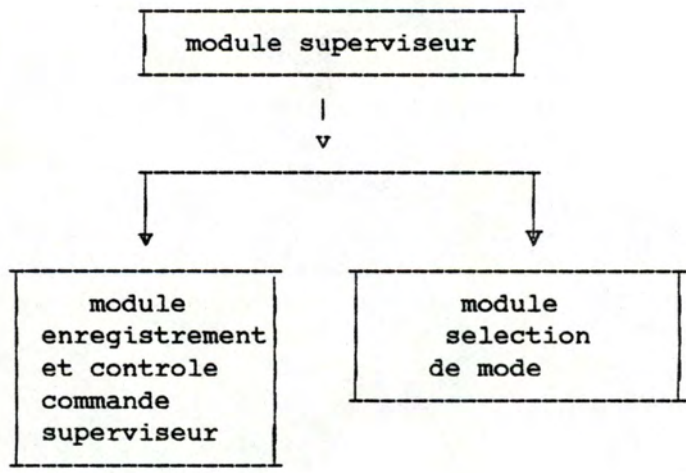 module superviseur
module
enregistrement
et controle
commande
superviseur
module
selection
de mode